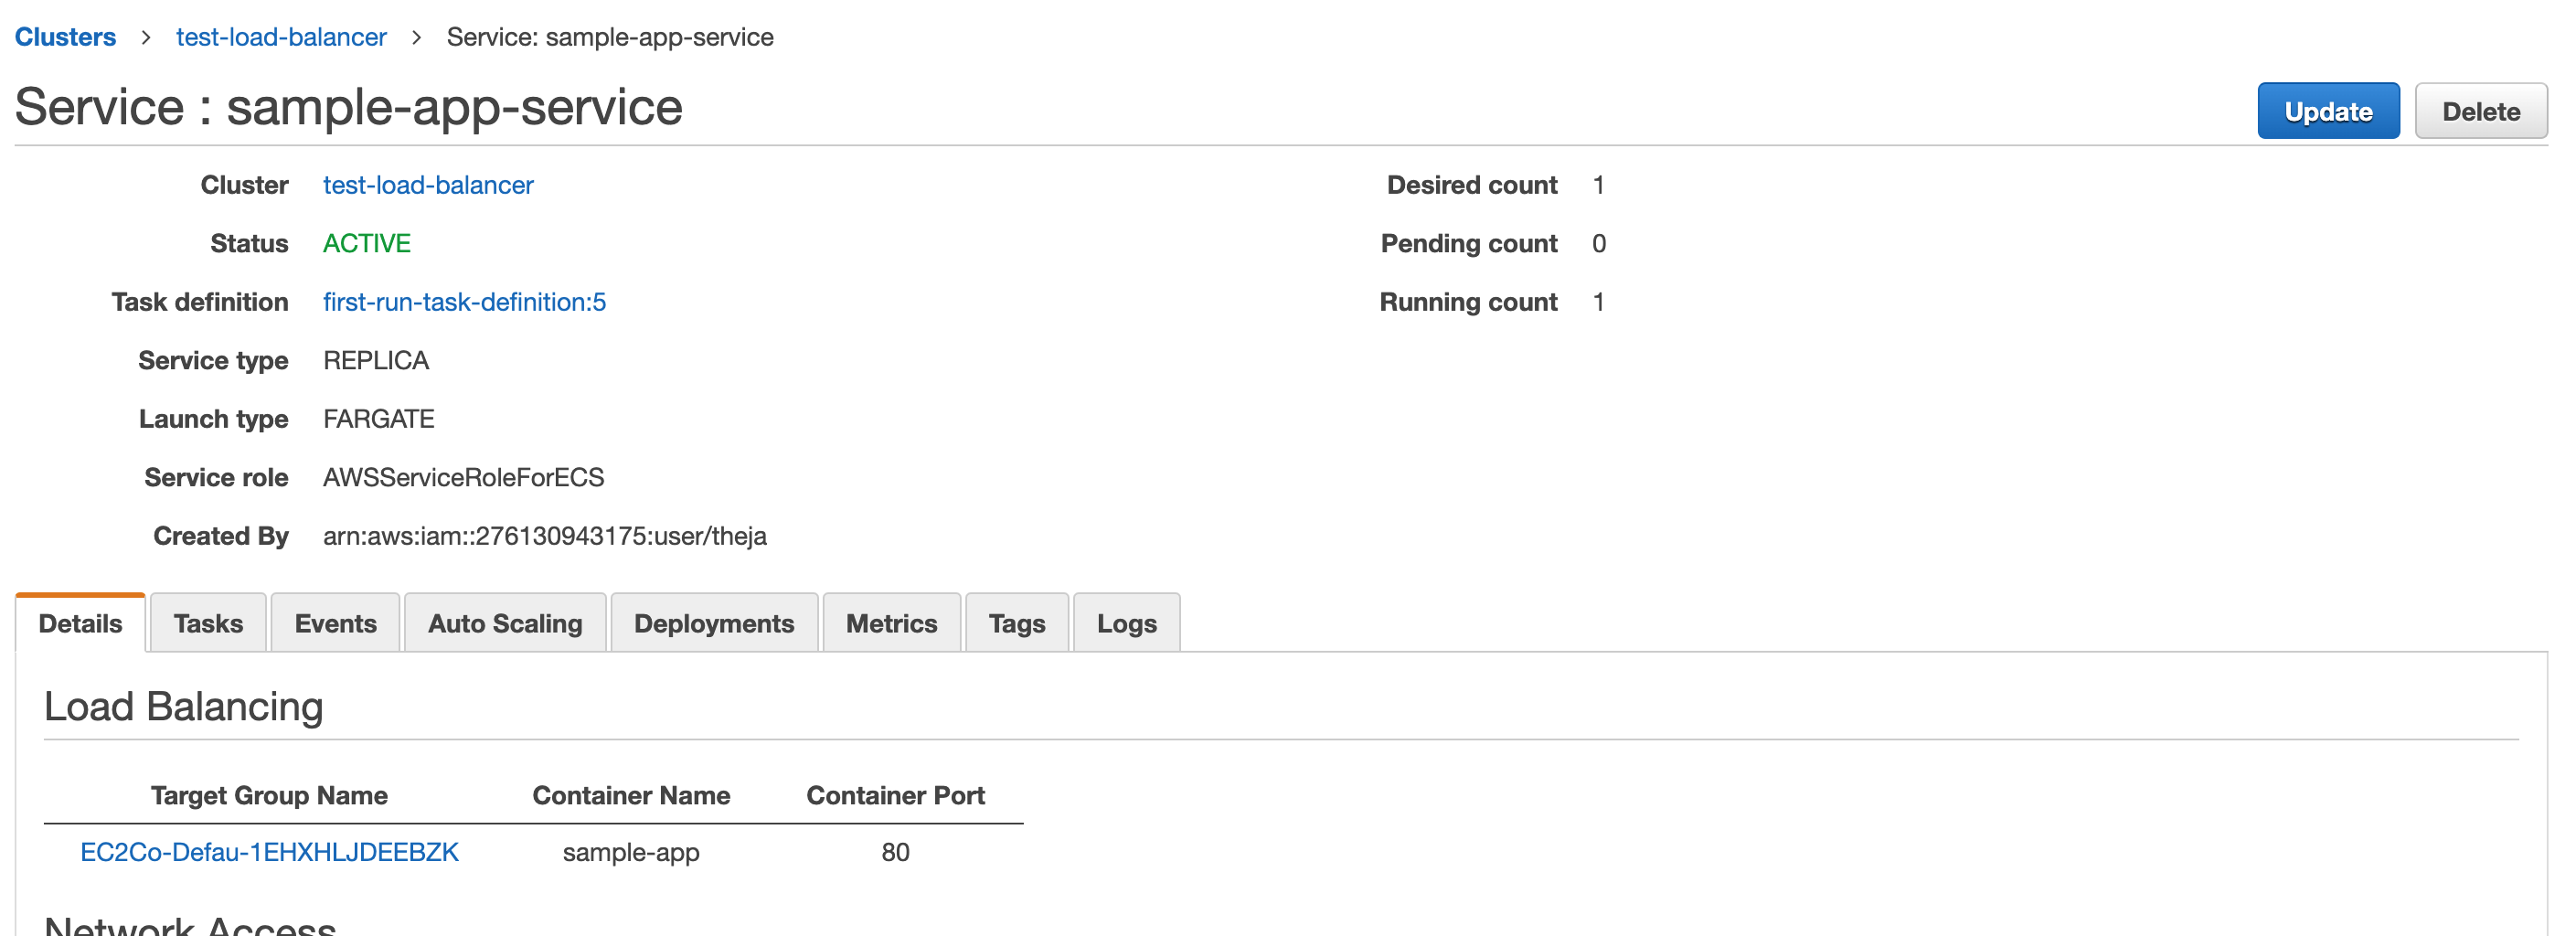 Clusters > test-load-balancer > Service: sample-app-service
Service : sample-app-service
Update Delete
Cluster test-load-balancer
Desired count 1
Status ACTIVE
Pending count 0
Task definition first-run-task-definition:5
Running count 1
Service type REPLICA
Launch type FARGATE
Service role AWSServiceRoleForECS
Created By arn:aws:iam::276130943175:user/theja
Details Tasks Events Auto Scaling Deployments Metrics Tags Logs
Load Balancing
Target Group Name Container Name Container Port
EC2Co-Defau-1EHXHLJDEEBZK sample-app 80
Network Access